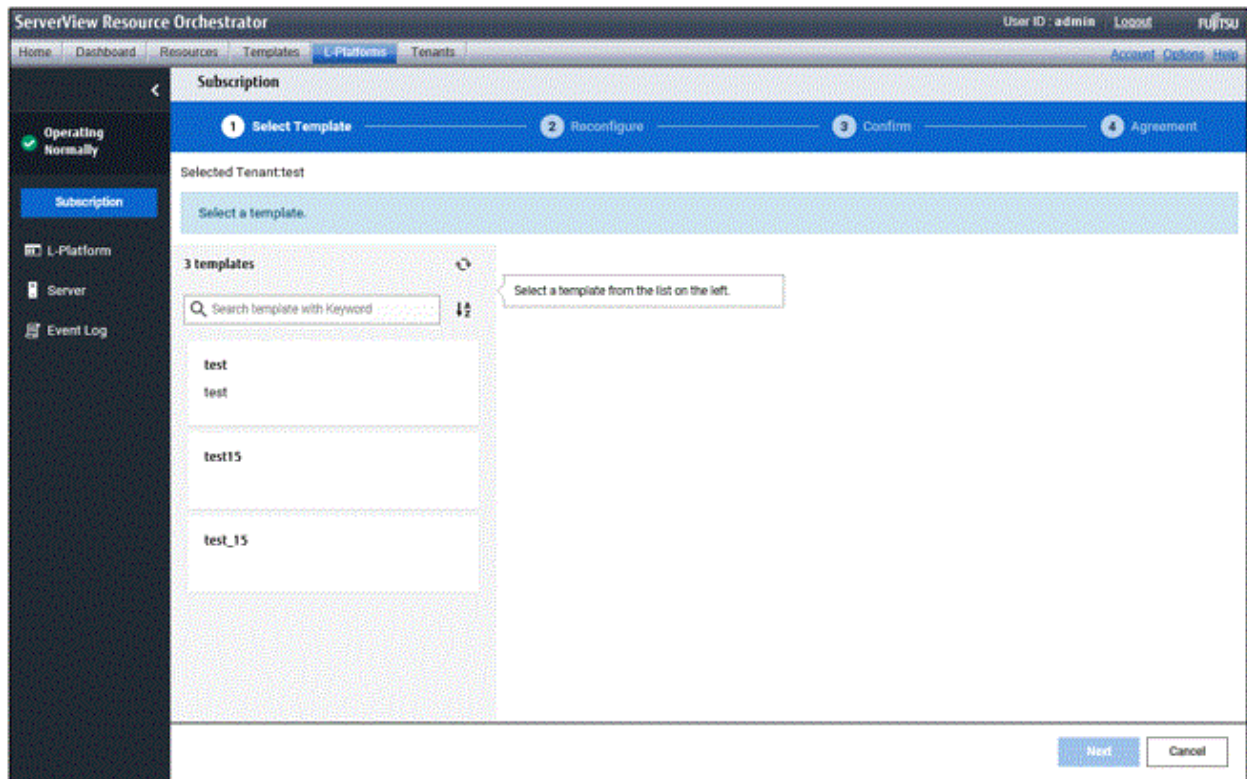 ServerView Resource Orchestrator
User ID : admin Logout FUJITSU
Home Dashboard Resources Templates L-Platforms Tenants
Account Options Help
Subscription
1 Select Template 2 Reconfigure 3 Confirm 4 Agreement
Operating
Normally
Selected Tenant:test
Subscription
Select a template.
L-Platform
Server
Event Log
3 templates
Select a template from the list on the left.
Search template with Keyword
test
test
test15
test_15
Next Cancel